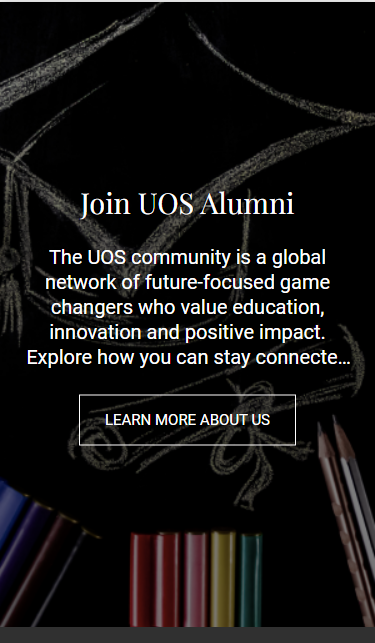 Join UOS Alumni
The UOS community is a global
network of future-focused game
changers who value education,
innovation and positive impact.
Explore how you can stay connecte...
LEARN MORE ABOUT US